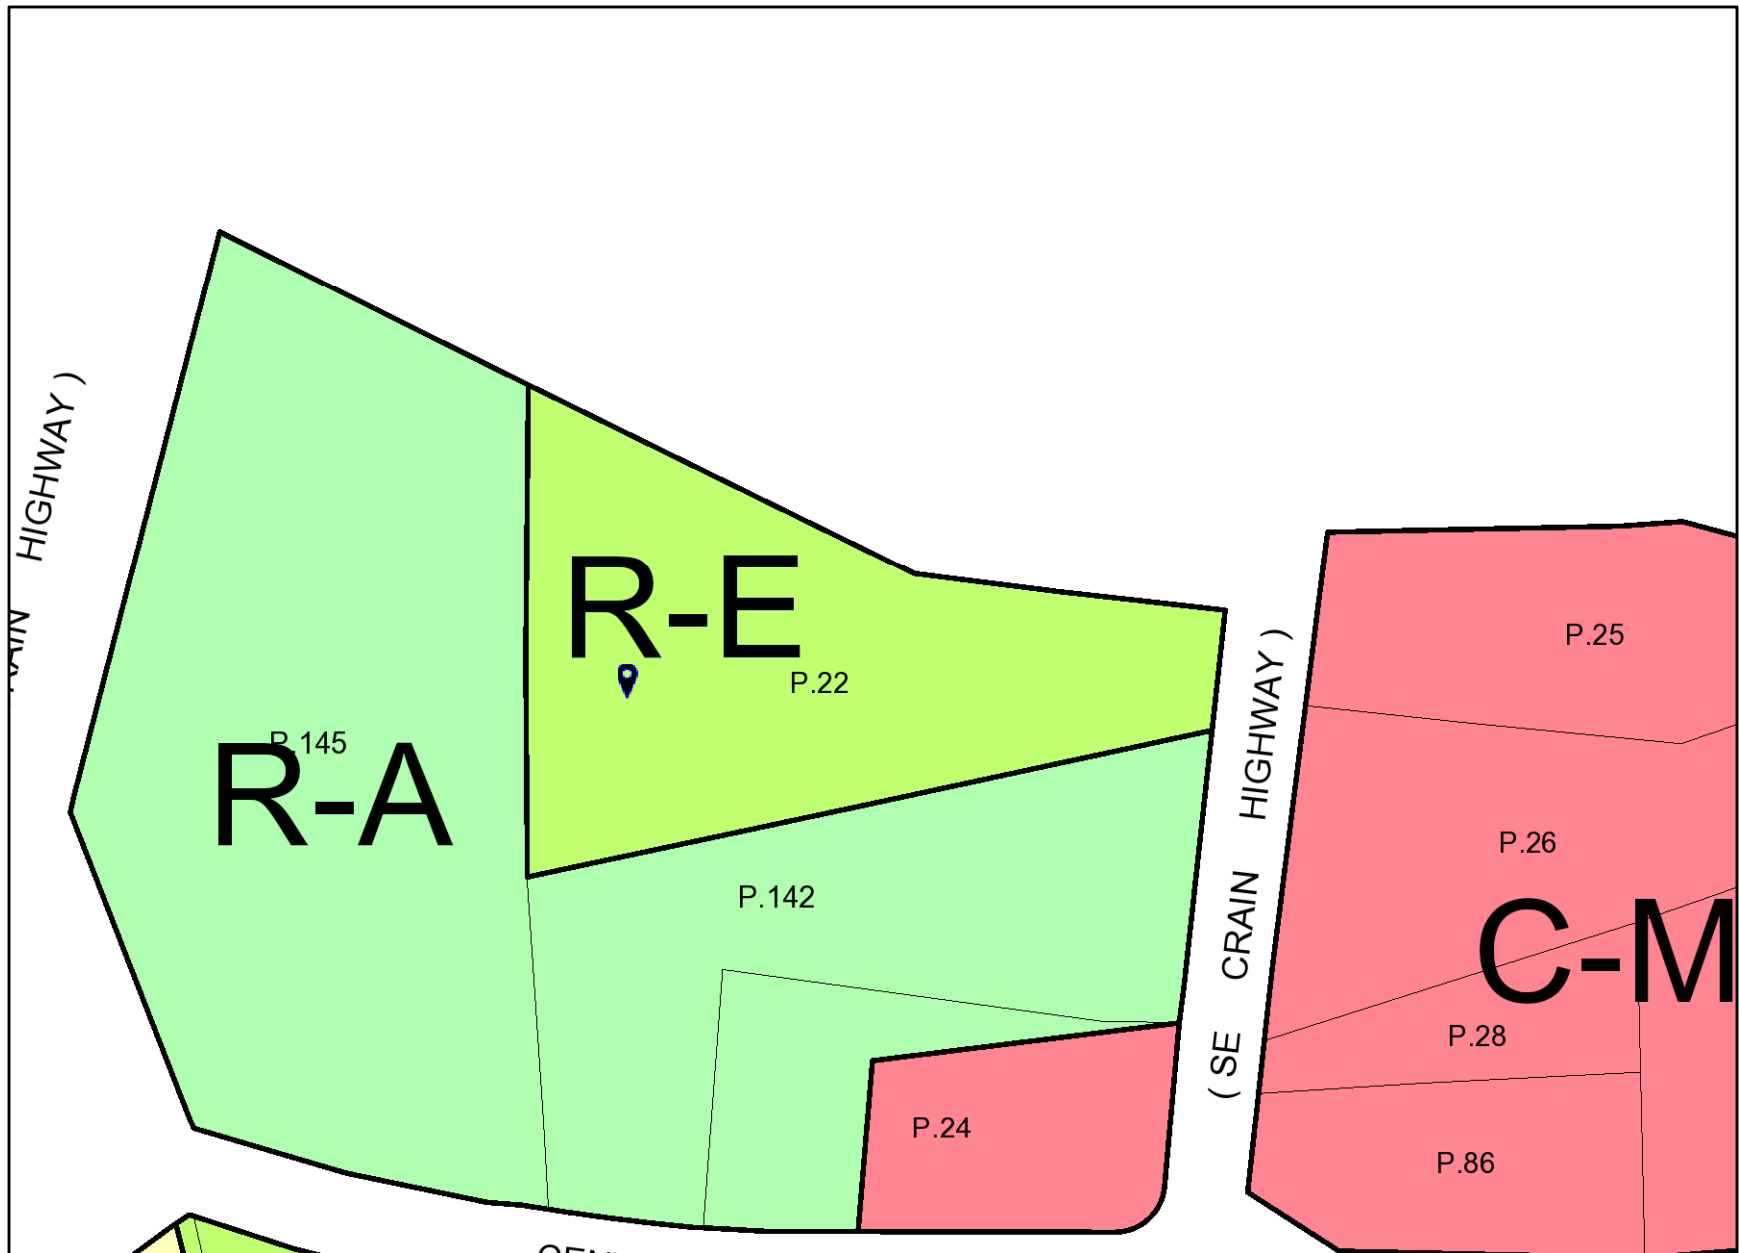 HIGHWAY )
R-E
P.22
P.25
P.145
R-A
P.26
P.142
C-M
P.28
P.24
P.86
( SE CRAIN HIGHWAY )